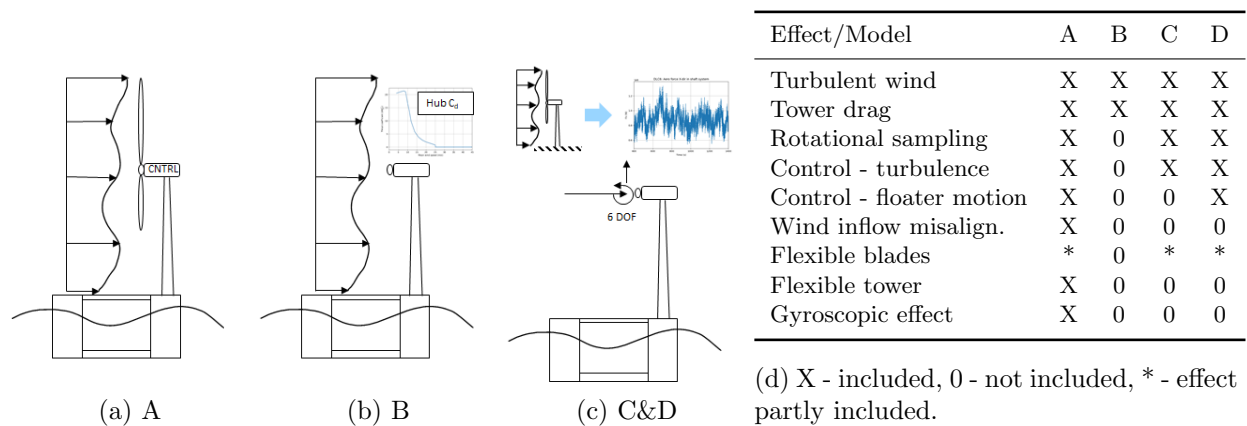 CNTRL
(a) A
Hub Cd
(b) B
6 DOF
(c) C&D
Effect/Model A B C D
Turbulent wind X X X X
Tower drag X X X X
Rotational sampling X 0 X X
Control - turbulence X 0 X X
Control - floater motion X 0 0 X
Wind inflow misalign. X 0 0 0
Flexible blades * 0 * *
Flexible tower X 0 0 0
Gyroscopic effect X 0 0 0
(d) X - included, 0 - not included, * - effect
partly included.